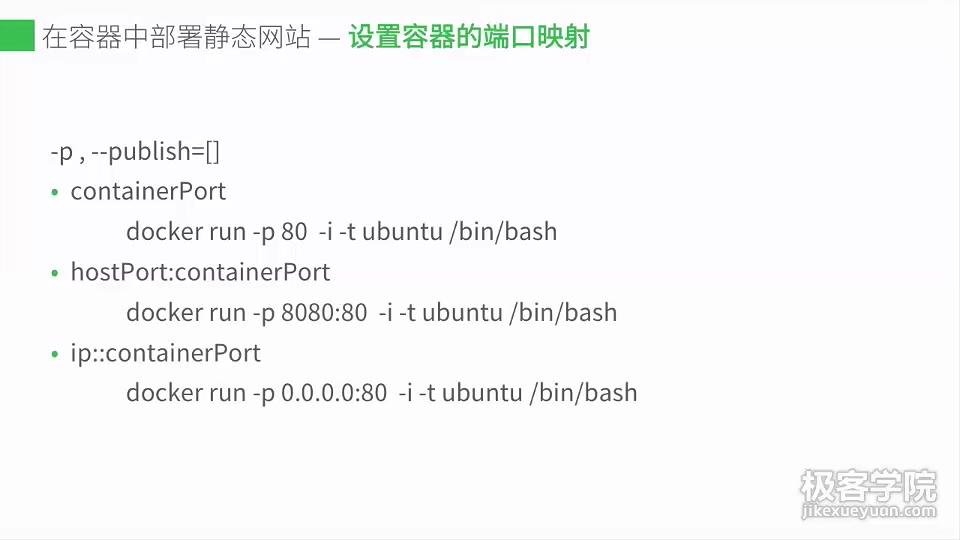 在容器中部署静态网站 — 设置容器的端口映射
-p , --publish=[]
• containerPort
docker run -p 80 -i -t ubuntu /bin/bash
• hostPort:containerPort
docker run -p 8080:80 -i -t ubuntu /bin/bash
• ip::containerPort
docker run -p 0.0.0.0:80 -i -t ubuntu /bin/bash
极客学院
jikexueyuan.com